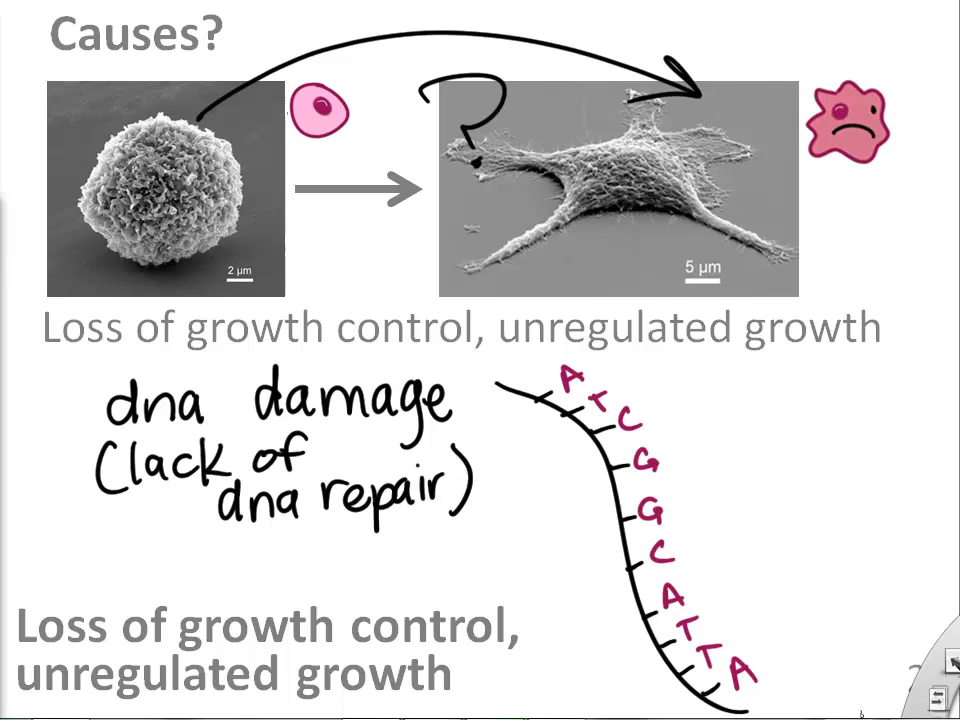 Causes?
?
2 µm
5 µm
Loss of growth control, unregulated growth
dna damage
(lack of
dna repair)
A
T
C
G
G
C
A
T
T
A
Loss of growth control,
unregulated growth